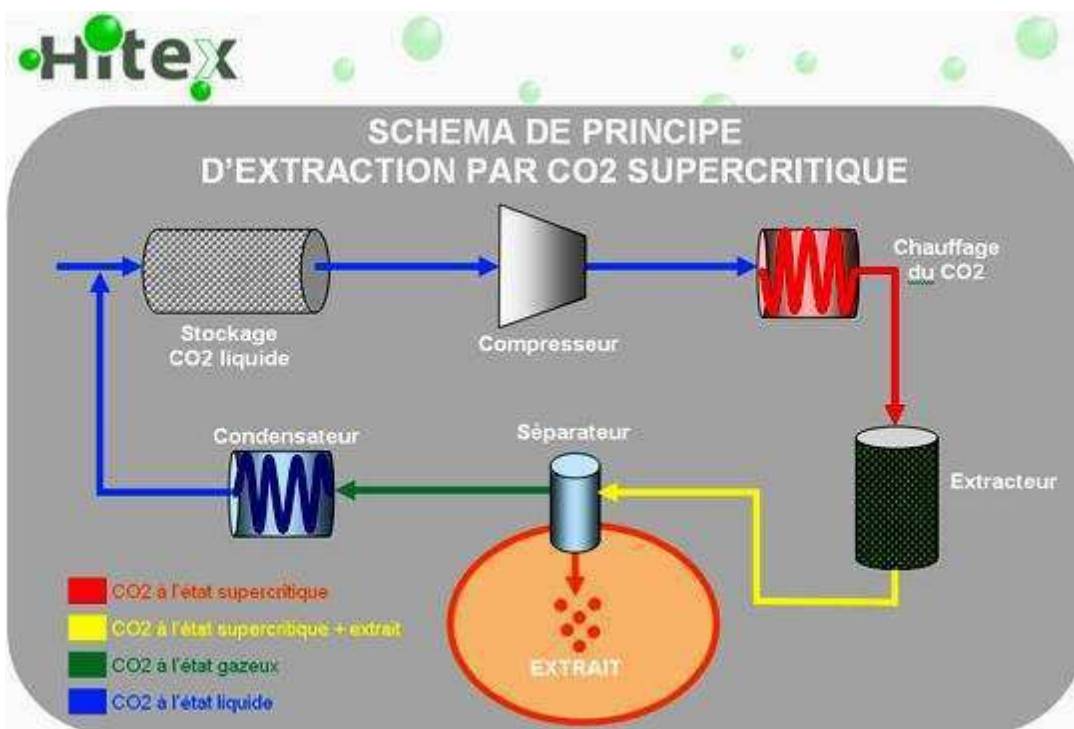 Hitex
SCHEMA DE PRINCIPE
D'EXTRACTION PAR CO2 SUPERCRITIQUE
Stockage
CO2 liquide
Compresseur
Chauffage
du CO2
Condensateur
Séparateur
Extracteur
EXTRAIT
CO2 à l'état supercritique
CO2 à l'état supercritique + extrait
CO2 à l'état gazeux
CO2 à l'état liquide